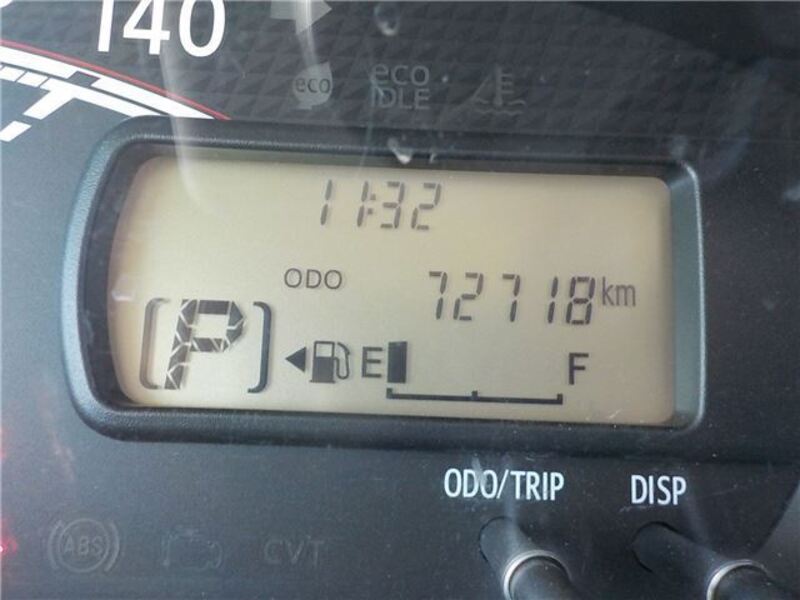 140
eco
eco
IDLE
11:32
ODO
72718 km
P
E F
ODO/TRIP DISP
ABS CVT